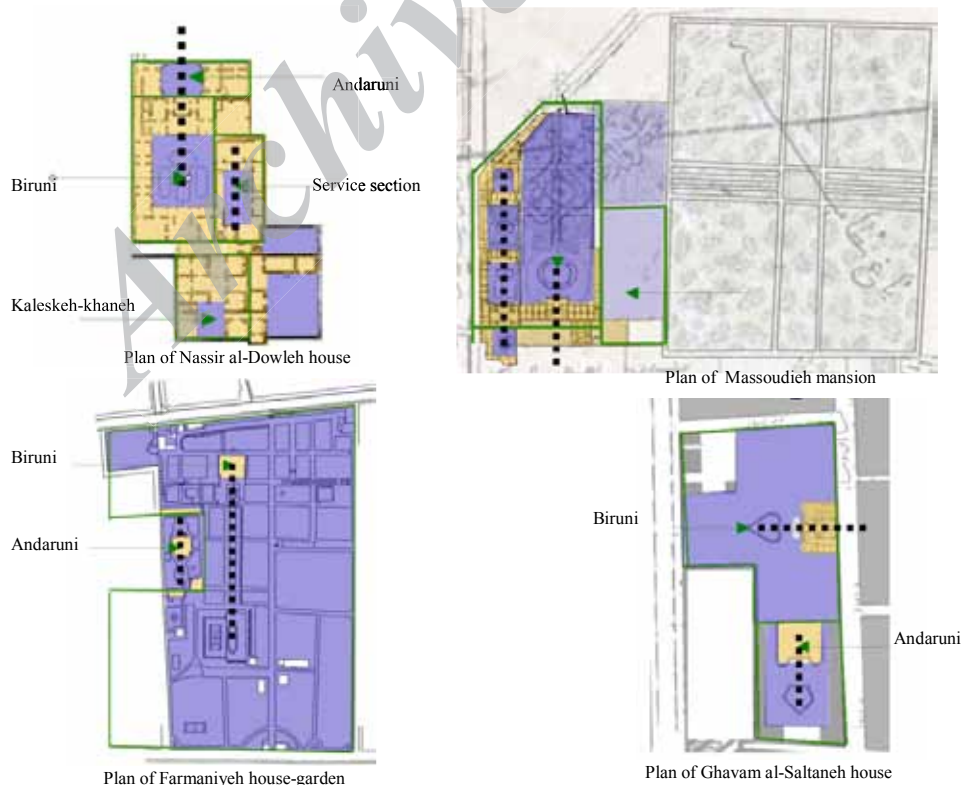 Archive
Andaruni
Biruni
Service section
Kaleskeh-khaneh
Plan of Nassir al-Dowleh house
Plan of Massoudieh mansion
Biruni
Andaruni
Plan of Farmaniyeh house-garden
Biruni
Andaruni
Plan of Ghavam al-Saltaneh house